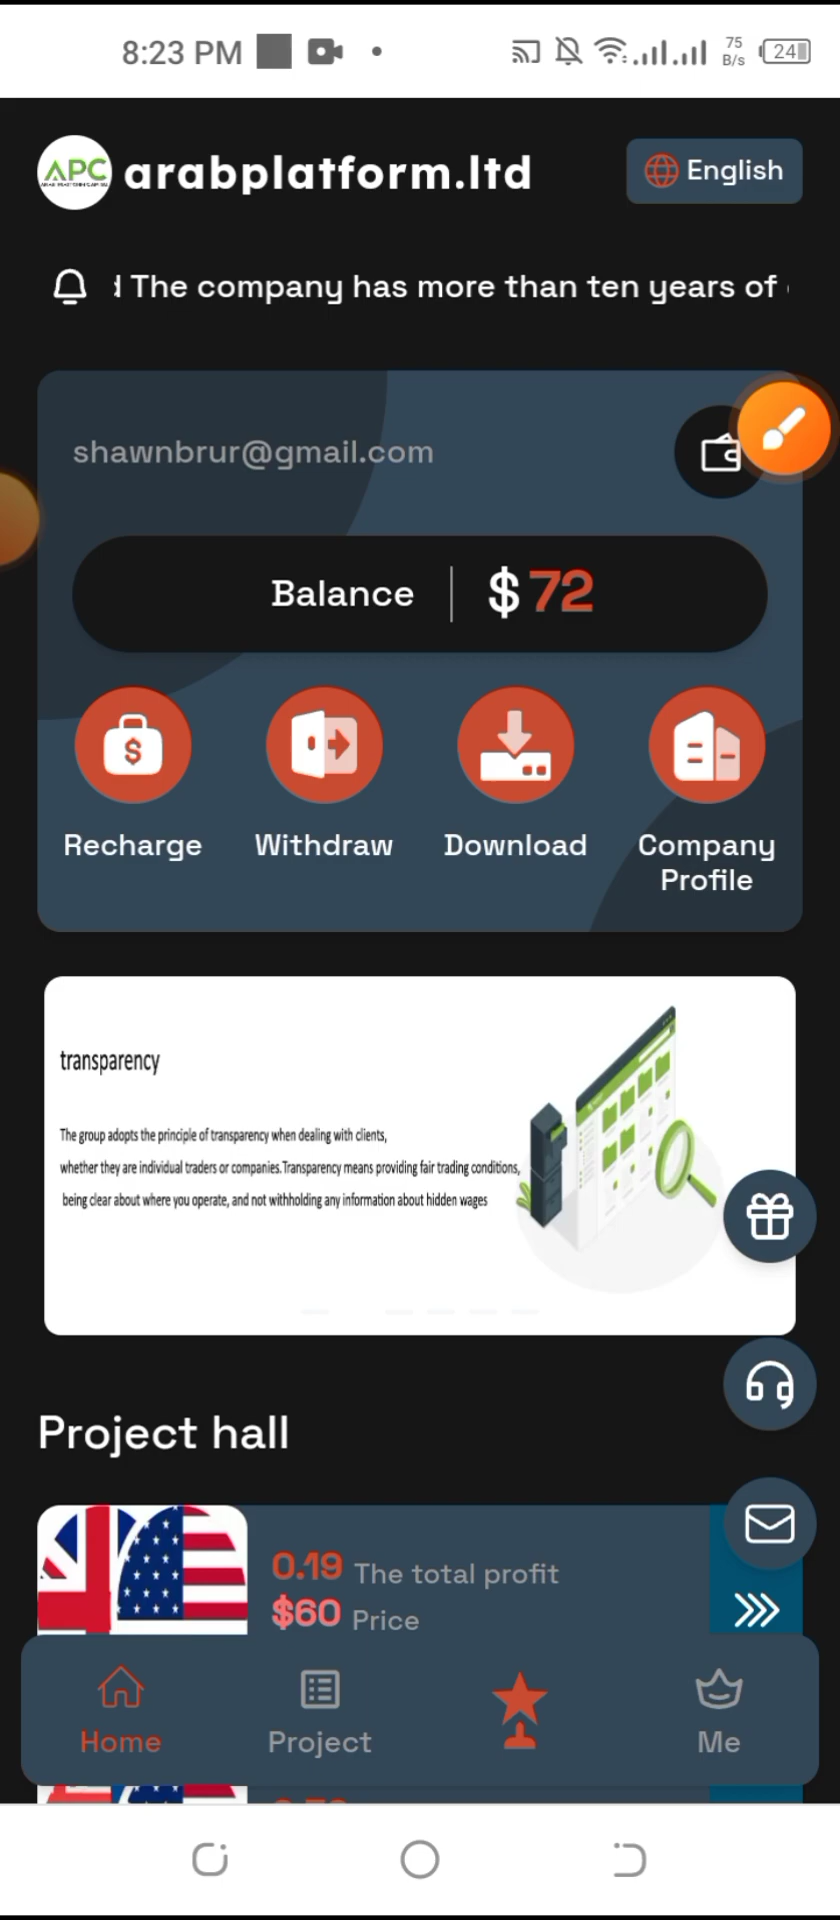 8:23 PM
75
B/s
24
APC
arabplatform.ltd
English
The company has more than ten years of
shawnbrur@gmail.com
Balance
$72
Recharge
Withdraw
Download
Company
Profile
transparency
The group adopts the principle of transparency when dealing with clients,
whether they are individual traders or companies.Transparency means providing fair trading conditions,
being clear about where you operate, and not withholding any information about hidden wages
Project hall
0.19 The total profit
$60 Price
Home
Project
Me